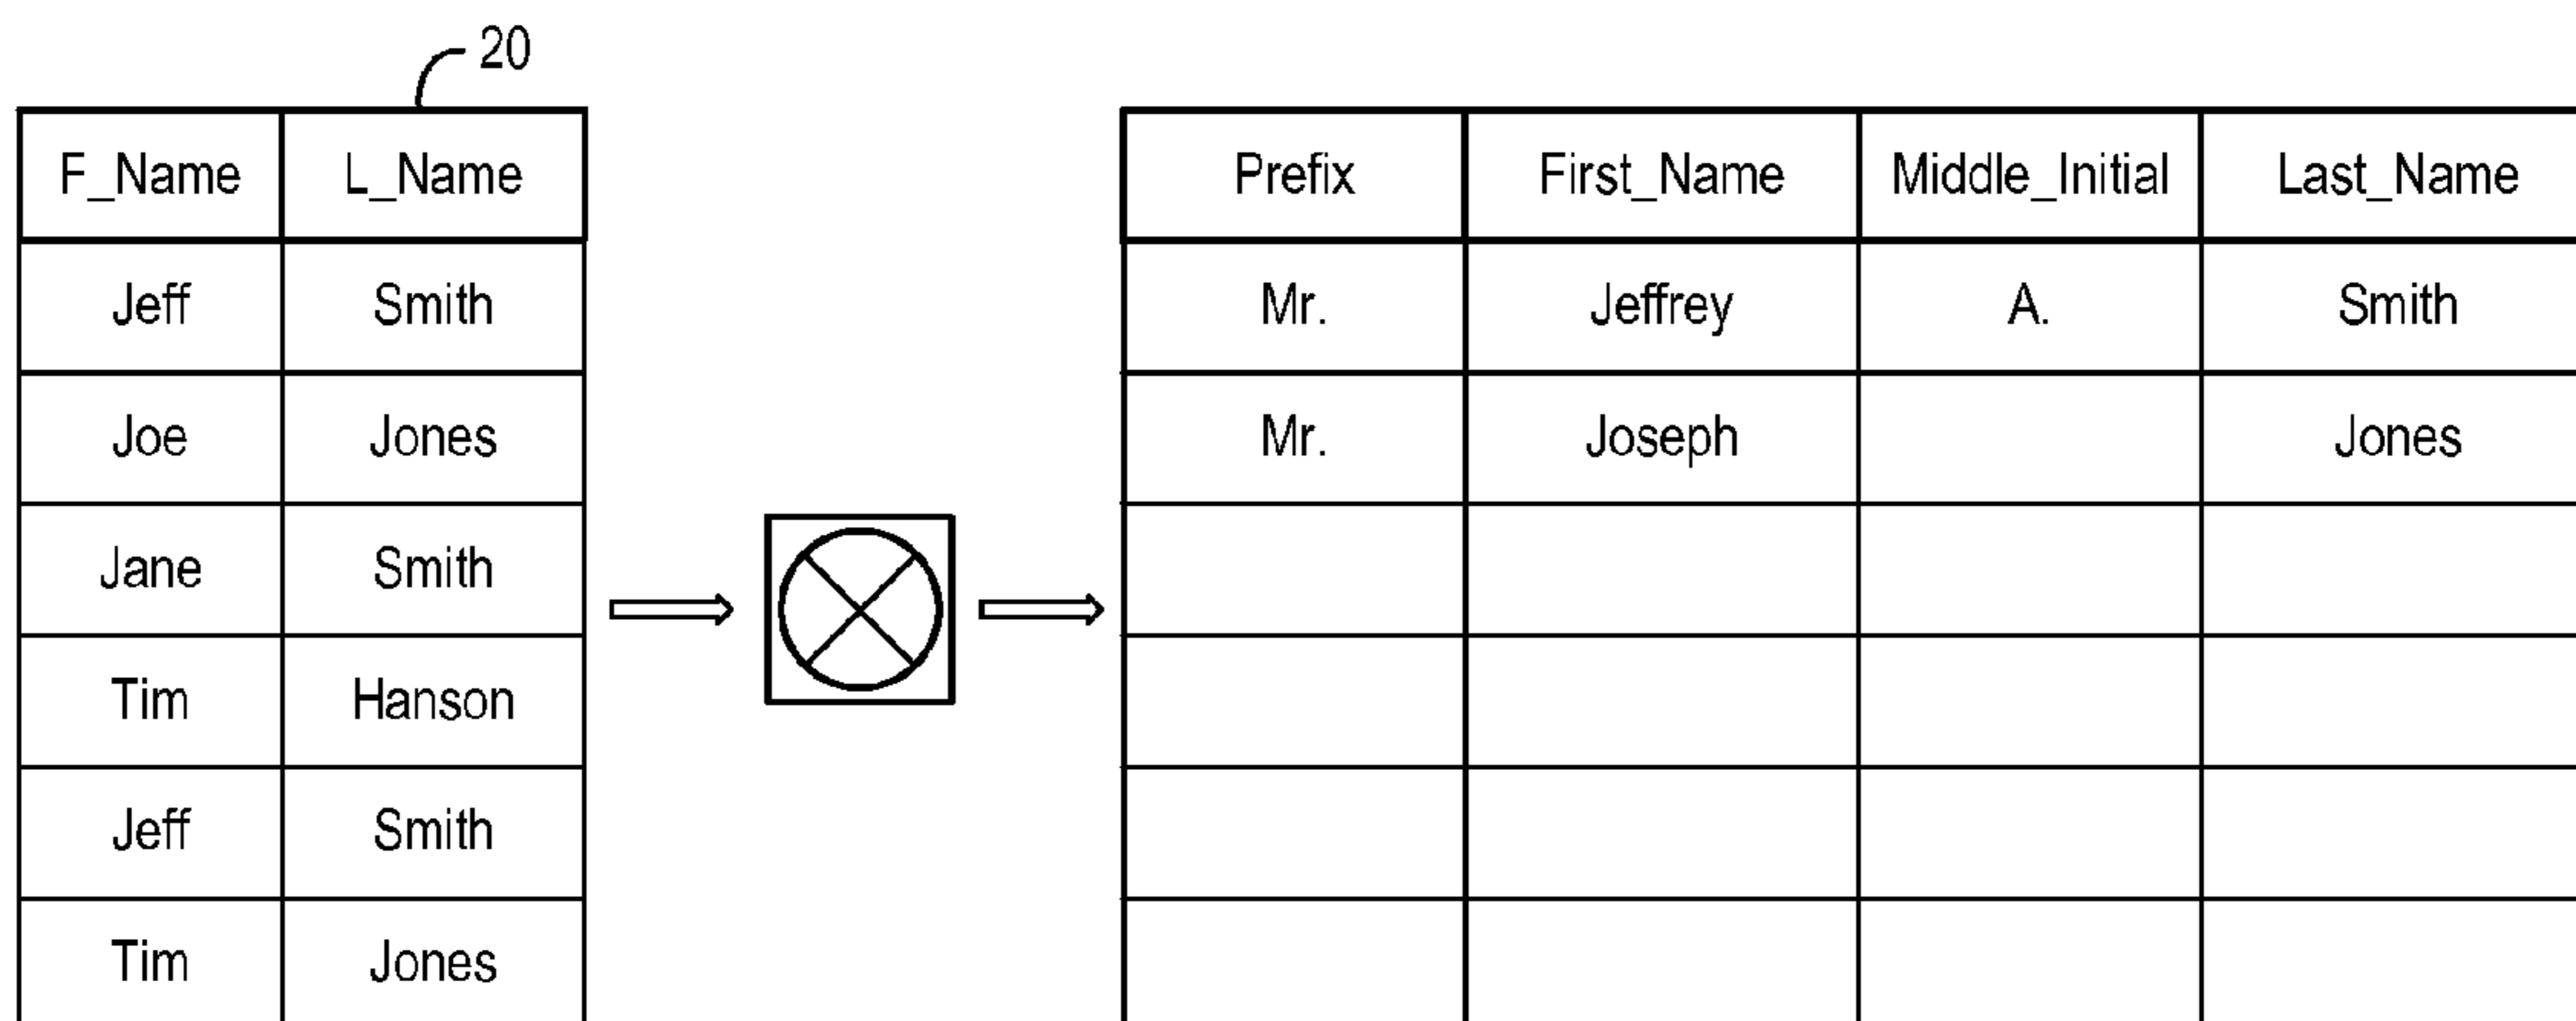 20
F_Name L_Name Prefix First_Name Middle_Initial Last_Name
Jeff Smith Mr. Jeffrey A. Smith
Joe Jones Mr. Joseph Jones
Jane Smith
Tim Hanson
Jeff Smith
Tim Jones